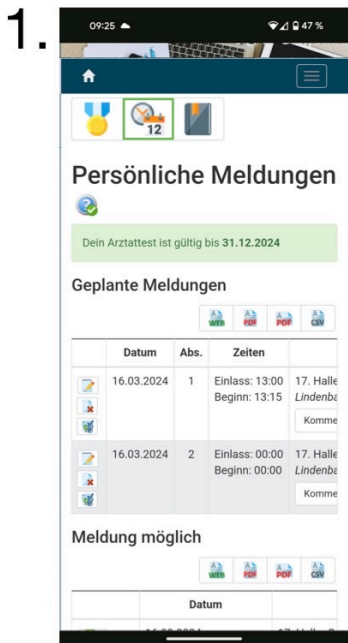 1.
09:25
47 %
12
Persönliche Meldungen
Dein Arztattest ist gültig bis 31.12.2024
Geplante Meldungen
WEB PDF PDF CSV
Datum Abs. Zeiten
16.03.2024 1 Einlass: 13:00 17. Halle
Beginn: 13:15 Lindenba
Komme
16.03.2024 2 Einlass: 00:00 17. Halle
Beginn: 00:00 Lindenba
Komme
Meldung möglich
WEB PDF PDF CSV
Datum